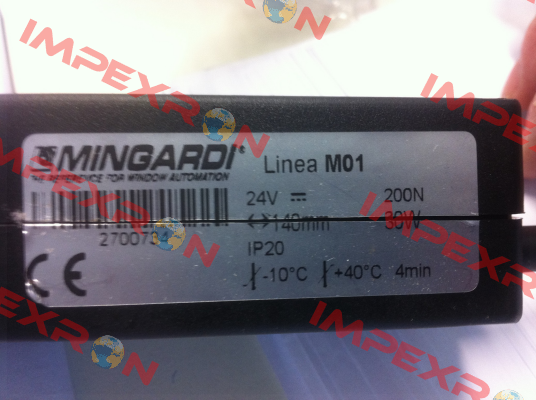 MINGARDI
THE REFERENCE FOR WINDOW AUTOMATION
Linea M01
24V 200N
140mm 30W
IP20
-10°C +40°C 4min
CE
IMPEXRON
IMPEXRON
IMPEXRON
IMPEXRON